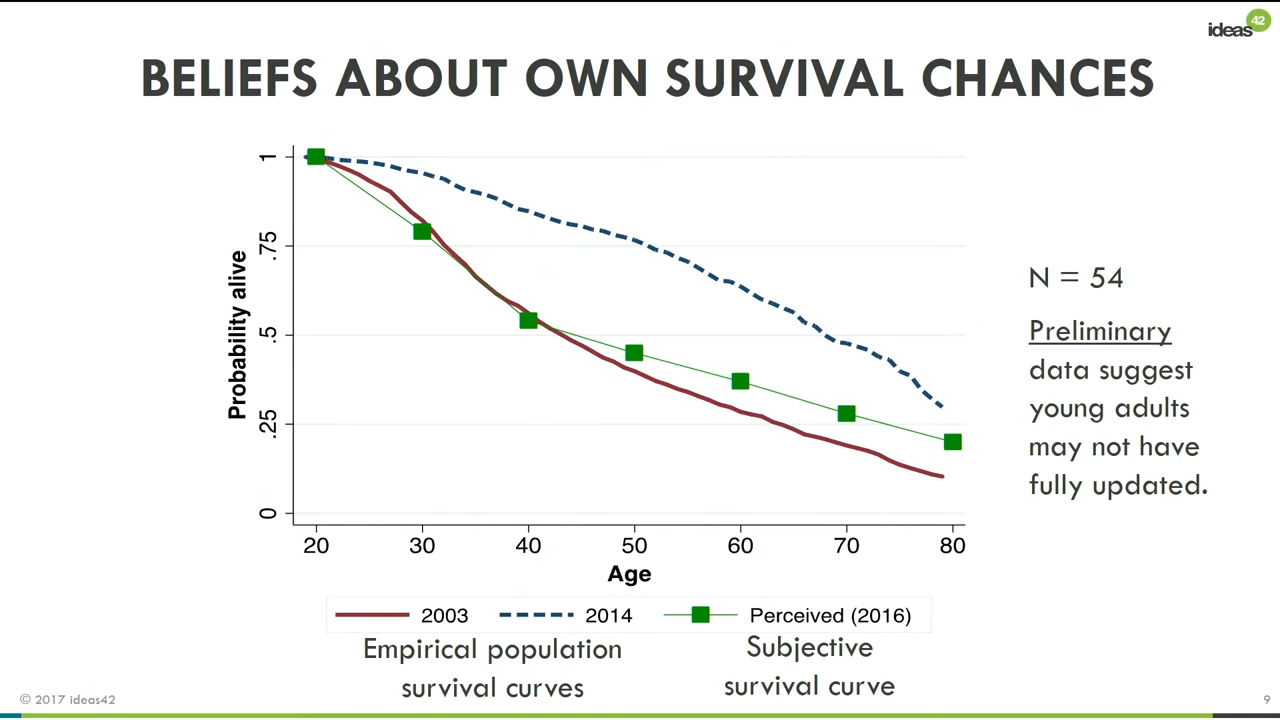 ideas42
BELIEFS ABOUT OWN SURVIVAL CHANCES
Probability alive
1
.75
.5
.25
0
20 30 40 50 60 70 80
Age
2003 2014 Perceived (2016)
Empirical population
survival curves
Subjective
survival curve
N = 54
Preliminary
data suggest
young adults
may not have
fully updated.
© 2017 ideas42
9